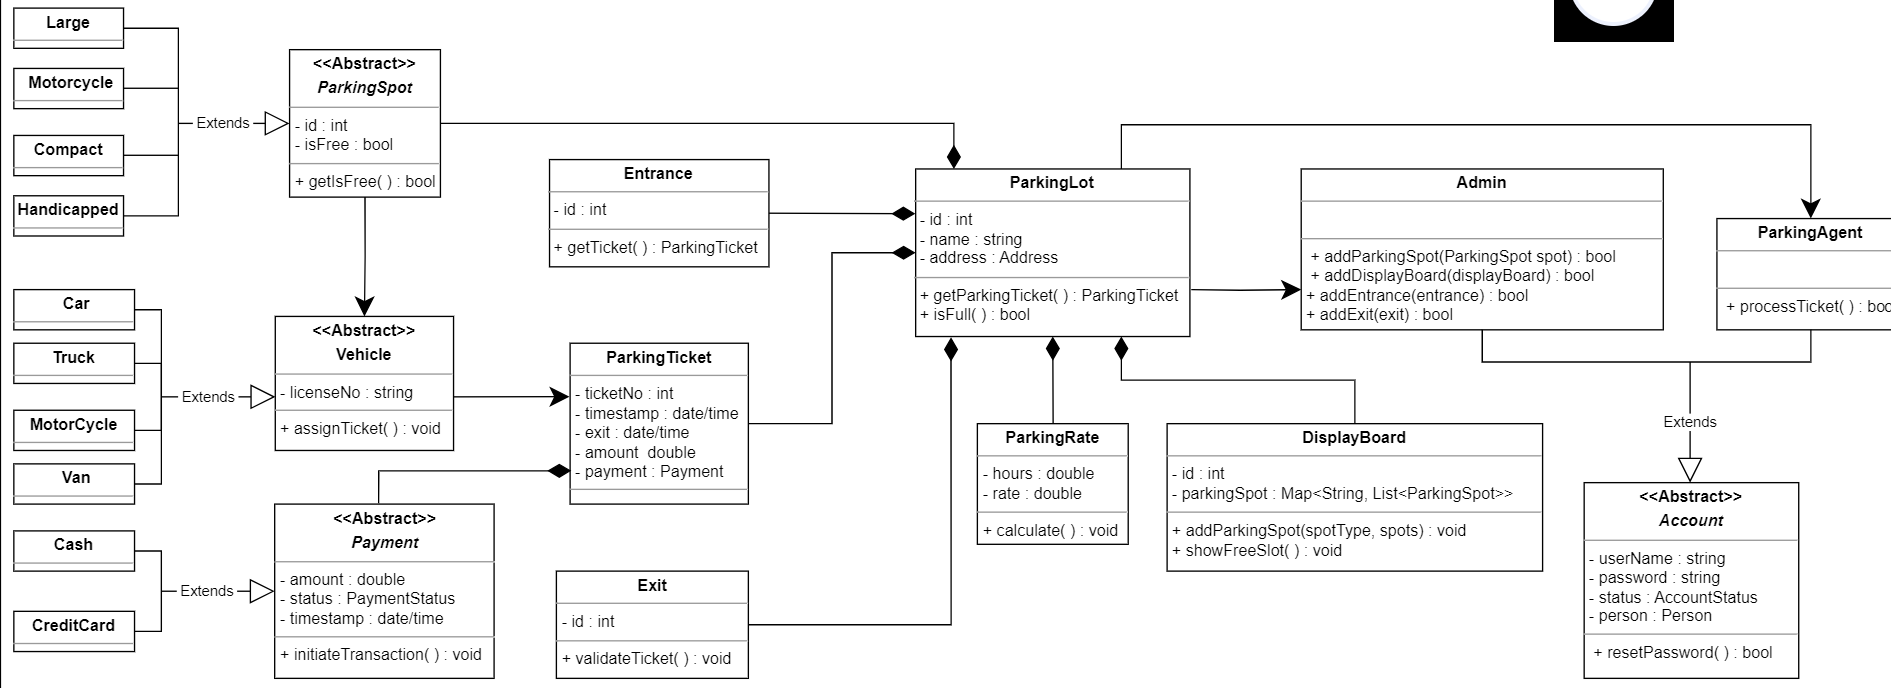 Large
Motorcycle
Compact
Handicapped
Extends
<<Abstract>>
ParkingSpot
- id : int
- isFree : bool
+ getIsFree( ) : bool
Entrance
- id : int
+ getTicket( ) : ParkingTicket
ParkingLot
- id : int
- name : string
- address : Address
+ getParkingTicket( ) : ParkingTicket
+ isFull( ) : bool
Admin
+ addParkingSpot(ParkingSpot spot) : bool
+ addDisplayBoard(displayBoard) : bool
+ addEntrance(entrance) : bool
+ addExit(exit) : bool
ParkingAgent
+ processTicket( ) : boo
Car
Truck
MotorCycle
Van
Extends
<<Abstract>>
Vehicle
- licenseNo : string
+ assignTicket( ) : void
ParkingTicket
- ticketNo : int
- timestamp : date/time
- exit : date/time
- amount  double
- payment : Payment
ParkingRate
- hours : double
- rate : double
+ calculate( ) : void
DisplayBoard
- id : int
- parkingSpot : Map<String, List<ParkingSpot>>
+ addParkingSpot(spotType, spots) : void
+ showFreeSlot( ) : void
Extends
<<Abstract>>
Account
- userName : string
- password : string
- status : AccountStatus
- person : Person
+ resetPassword( ) : bool
Cash
CreditCard
Extends
<<Abstract>>
Payment
- amount : double
- status : PaymentStatus
- timestamp : date/time
+ initiateTransaction( ) : void
Exit
- id : int
+ validateTicket( ) : void